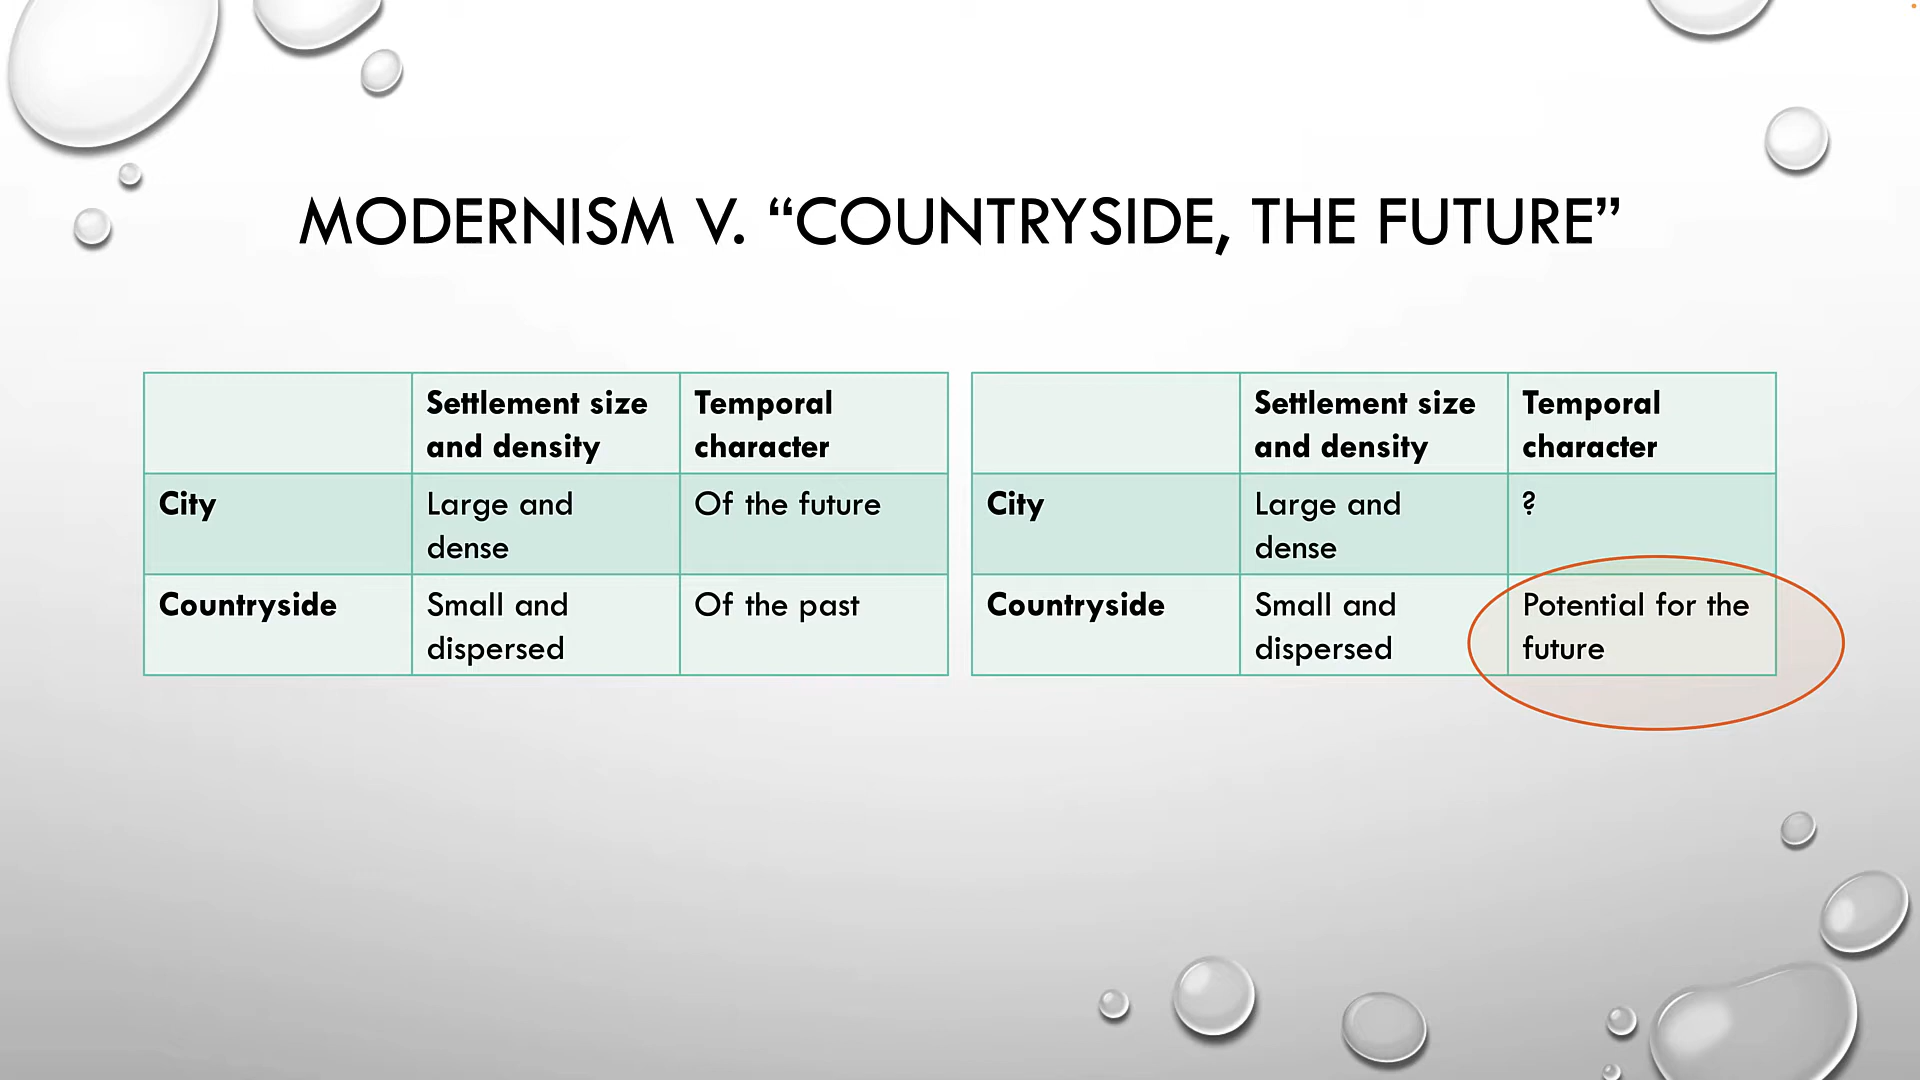 MODERNISM V. “COUNTRYSIDE, THE FUTURE”
Settlement size
and density
Temporal
character
City
Large and
dense
Of the future
Countryside
Small and
dispersed
Of the past
Settlement size
and density
Temporal
character
City
Large and
dense
?
Countryside
Small and
dispersed
Potential for the
future